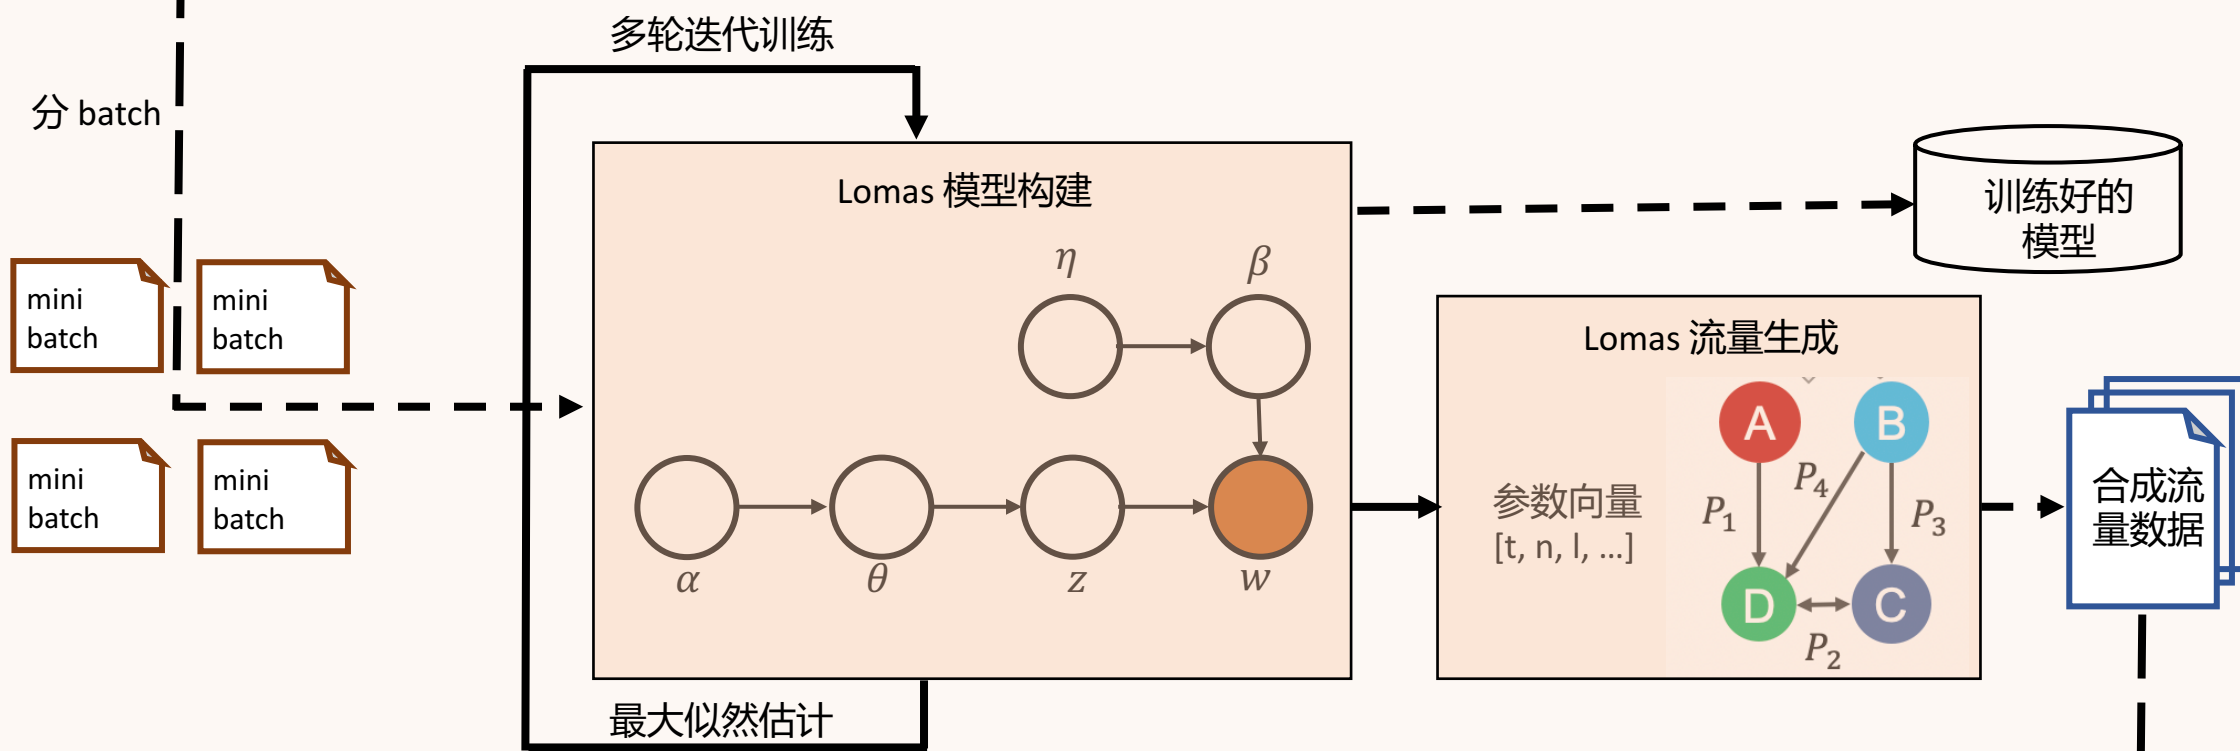 多轮迭代训练
分 batch
Lomas 模型构建
训练好的
模型
η
β
mini
batch
mini
batch
Lomas 流量生成
A
B
mini
batch
mini
batch
α
θ
z
w
参数向量
[t, n, l, ...]
P₁
P₄
P₃
D
C
P₂
合成流
量数据
最大似然估计